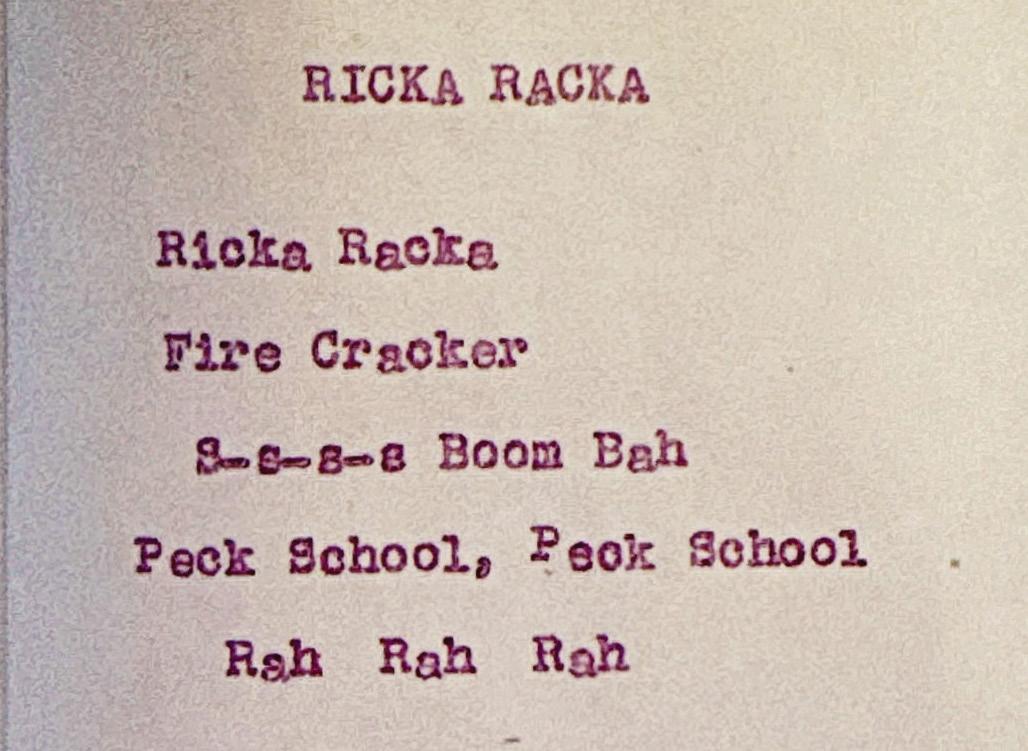 RICKA RACKA
Ricka Racka
Fire Cracker
S-s-s-s Boom Bah
Peck School, Peck School
Rah Rah Rah